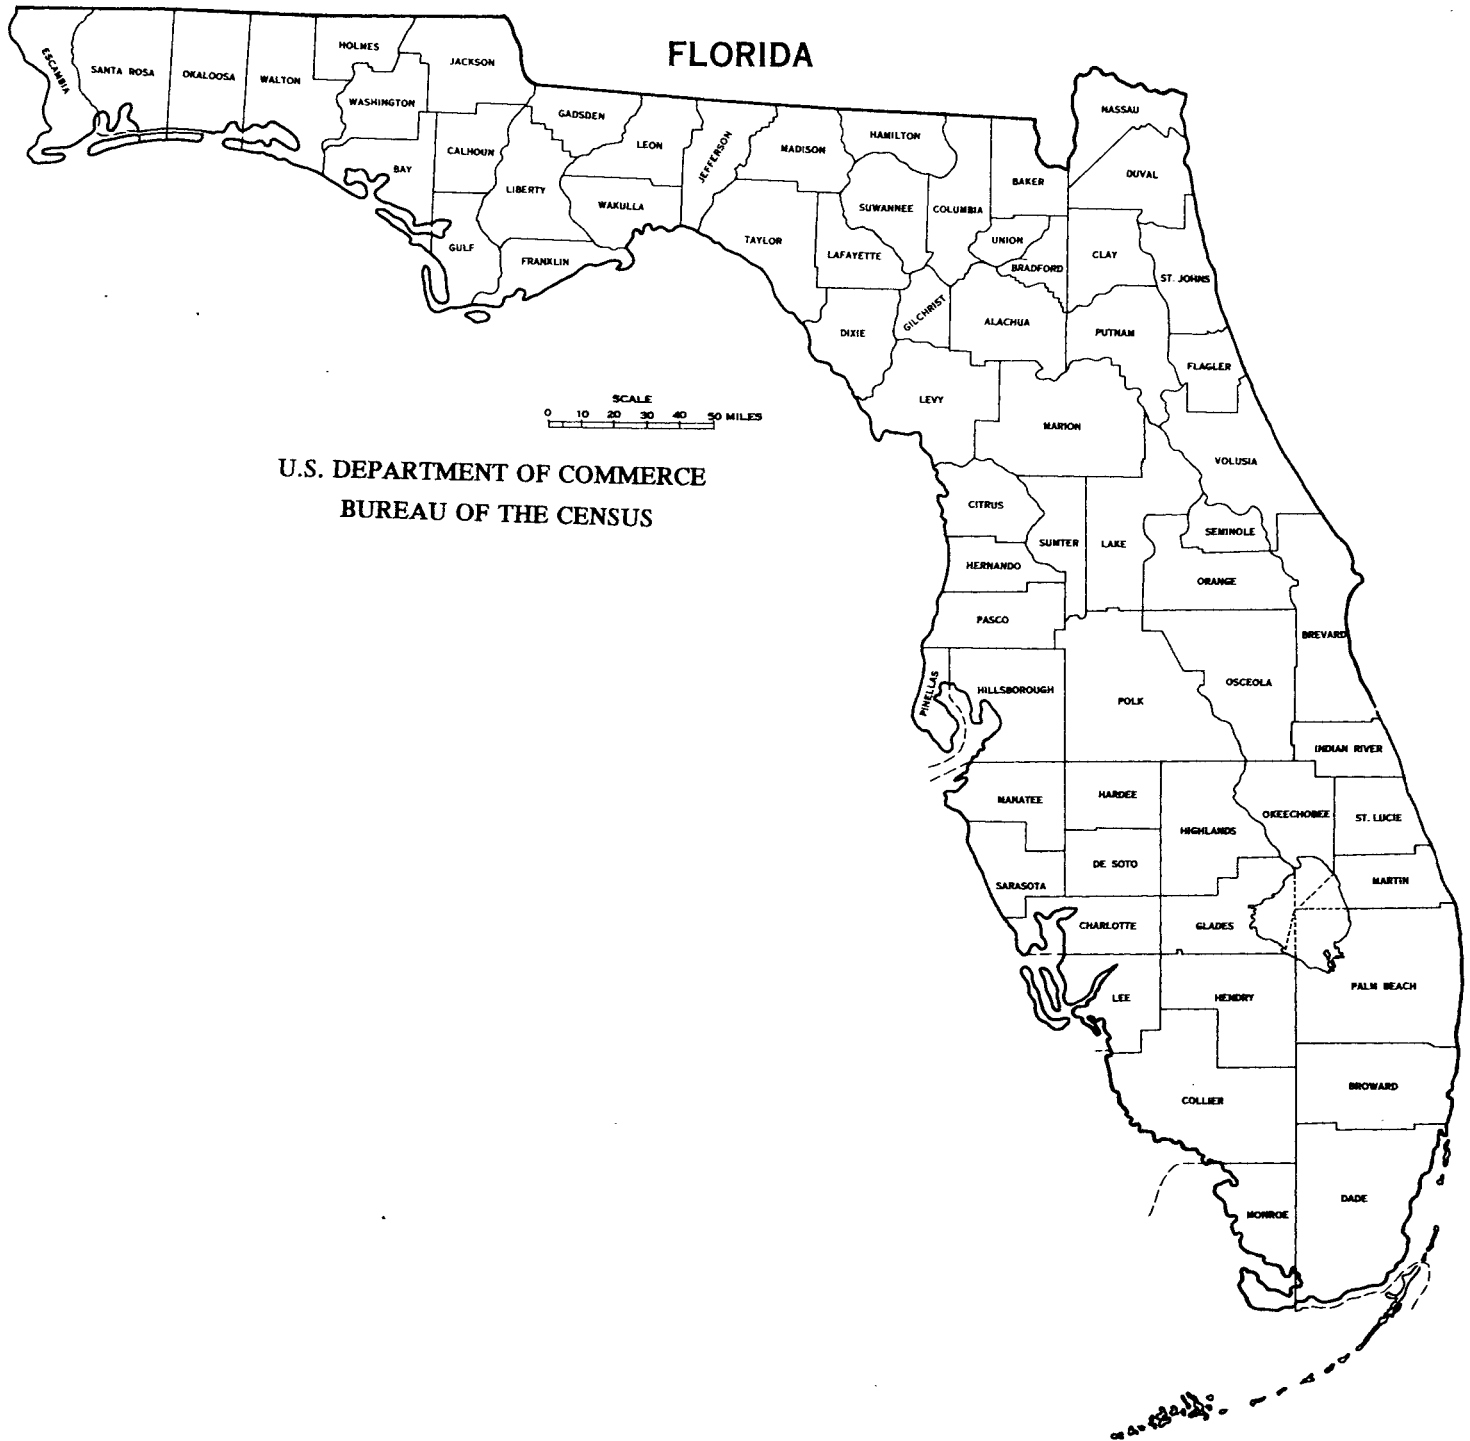 FLORIDA
HOLMES
JACKSON
ESCAMBIA
SANTA ROSA
OKALOOSA
WALTON
WASHINGTON
NASSAU
GADSDEN
HAMILTON
LEON
JEFFERSON
MADISON
CALHOUN
BAY
LIBERTY
DUVAL
BAKER
WAKULLA
SUWANNEE
COLUMBIA
GULF
FRANKLIN
TAYLOR
LAFAYETTE
UNION
BRADFORD
CLAY
ST. JOHNS
DIXIE
GILCHRIST
ALACHUA
PUTNAM
FLAGLER
LEVY
SCALE
0 10 20 30 40 50 MILES
MARION
U.S. DEPARTMENT OF COMMERCE
BUREAU OF THE CENSUS
VOLUSIA
CITRUS
SUMTER
LAKE
SEMINOLE
HERNANDO
ORANGE
PASCO
BREVARD
PINELLAS
HILLSBOROUGH
POLK
OSCEOLA
INDIAN RIVER
MANATEE
HARDEE
HIGHLANDS
OKEECHOBEE
ST. LUCIE
DE SOTO
SARASOTA
MARTIN
CHARLOTTE
GLADES
LEE
HENDRY
PALM BEACH
COLLIER
BROWARD
MONROE
DADE